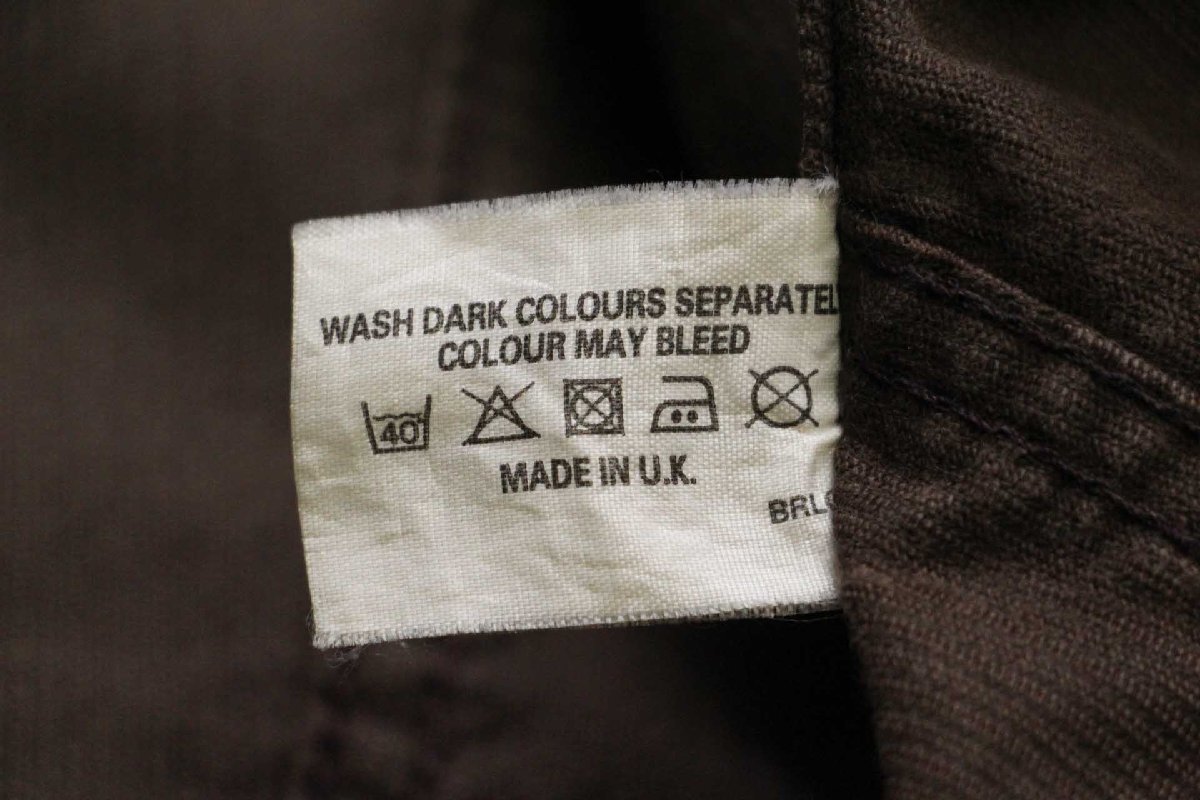 WASH DARK COLOURS SEPARATEL
COLOUR MAY BLEED
40
MADE IN U.K.
BRL